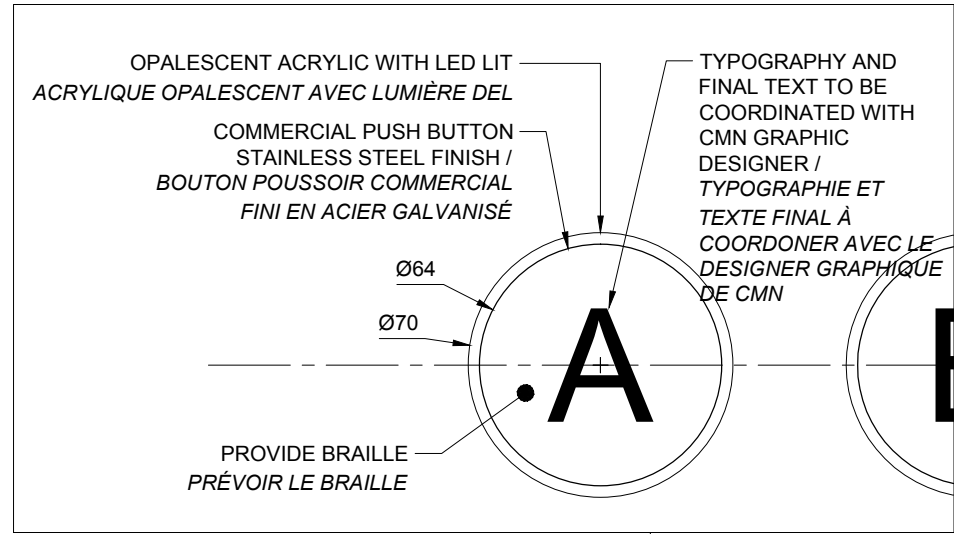 OPALESCENT ACRYLIC WITH LED LIT
ACRYLIQUE OPALESCENT AVEC LUMIÈRE DEL
COMMERCIAL PUSH BUTTON
STAINLESS STEEL FINISH /
BOUTON POUSSOIR COMMERCIAL
FINI EN ACIER GALVANISÉ
TYPOGRAPHY AND
FINAL TEXT TO BE
COORDINATED WITH
CMN GRAPHIC
DESIGNER /
TYPOGRAPHIE ET
TEXTE FINAL À
COORDONER AVEC LE
DESIGNER GRAPHIQUE
DE CMN
Ø64
Ø70
A
PROVIDE BRAILLE
PRÉVOIR LE BRAILLE